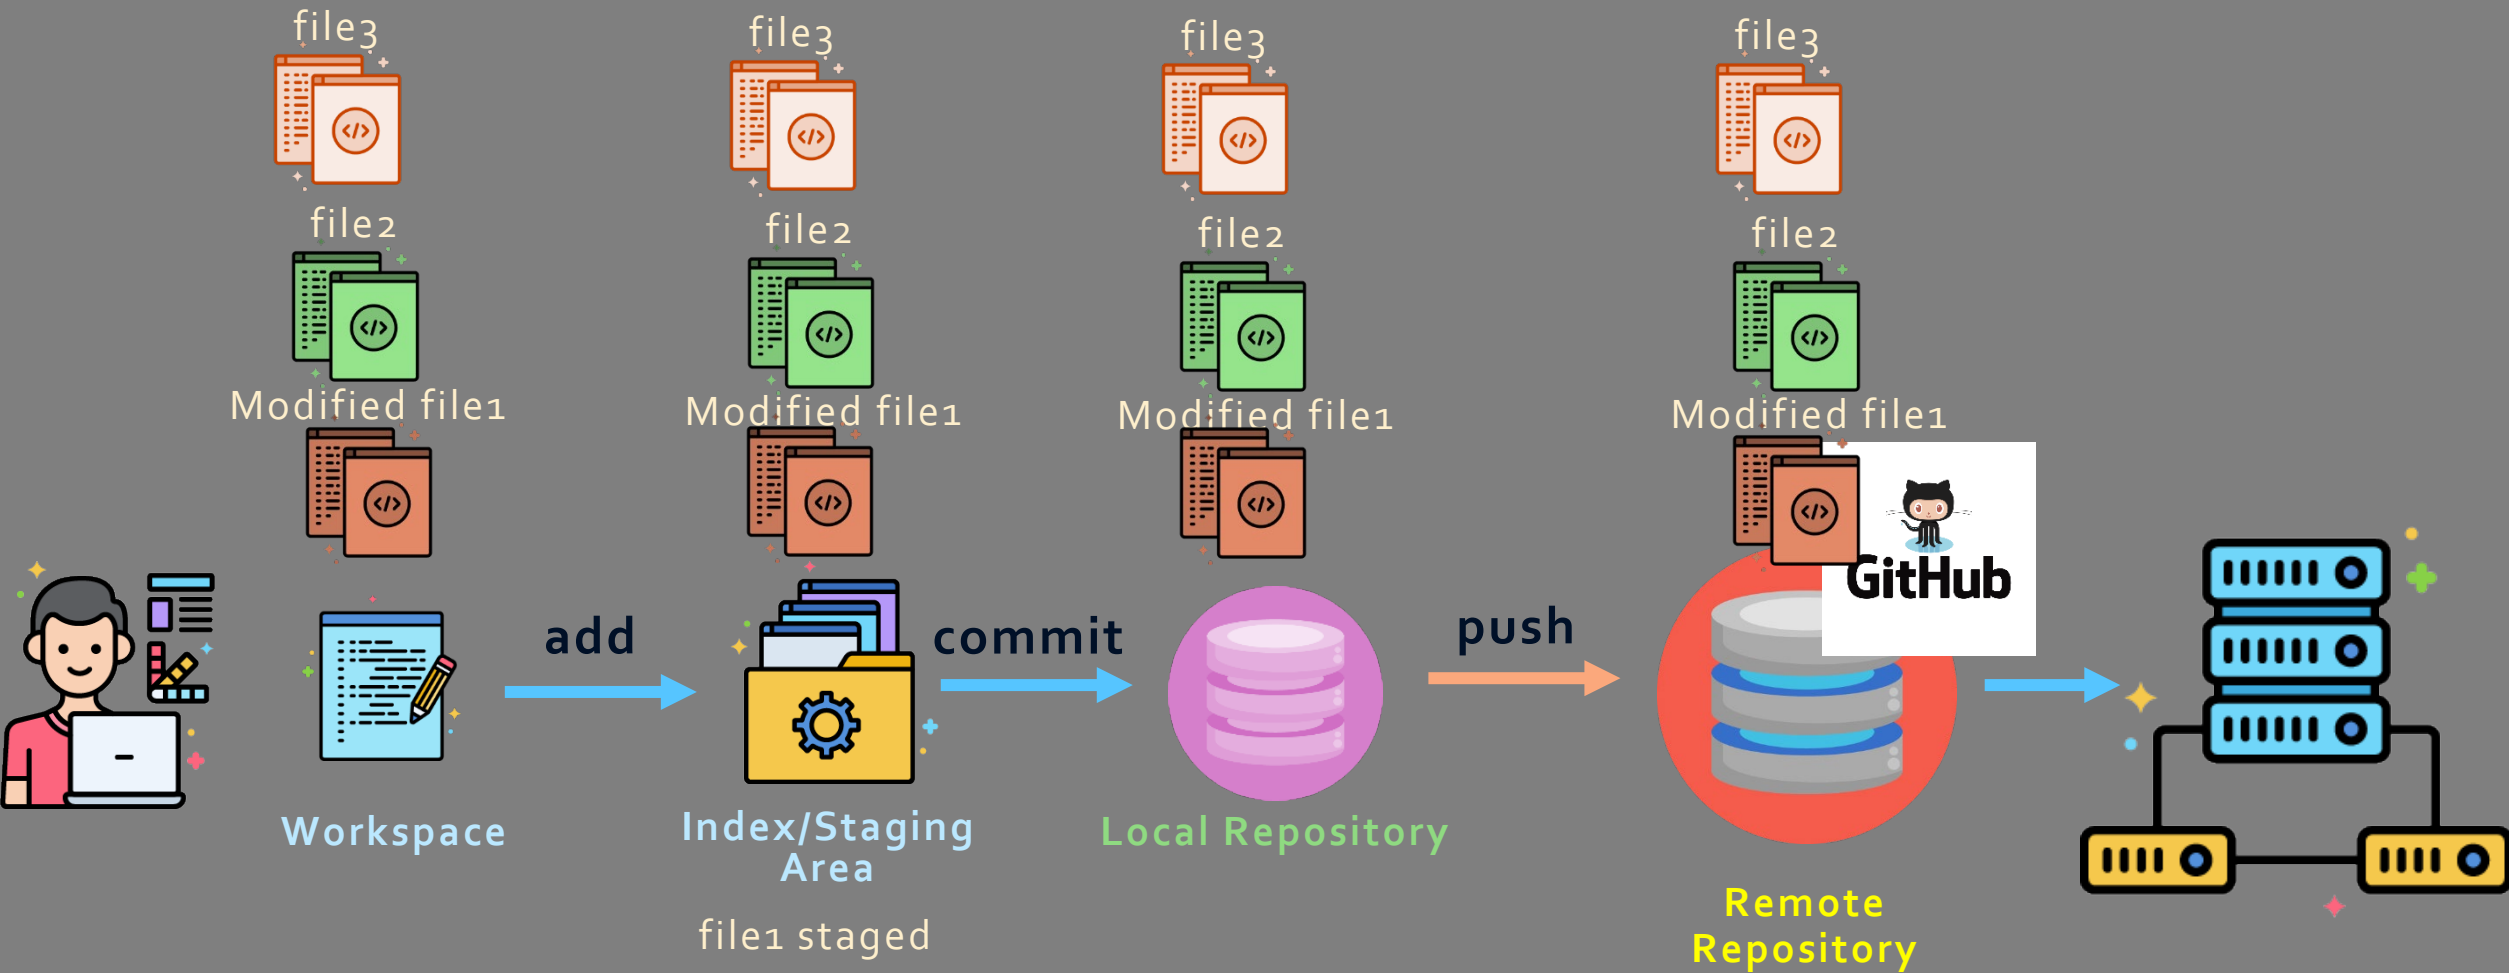 file3
file3
file3
file3
file2
file2
file2
file2
Modified file1
Modified file1
Modified file1
Modified file1
GitHub
add
commit
push
Workspace
Index/Staging
Area
Local Repository
Remote
Repository
file1 staged